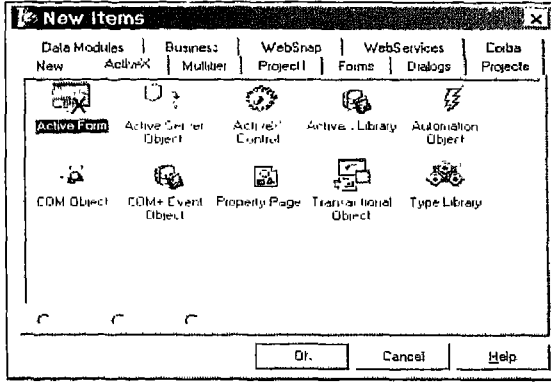 New Items
Data Modules Business WebSnap WebServices Corba
New ActiveX Multitier Project1 Forms Dialogs Projects
Active Form Active Server Object ActiveX Control Active Library Automation Object
COM Object COM+ Event Object Property Page Transactional Object Type Library
OK Cancel Help